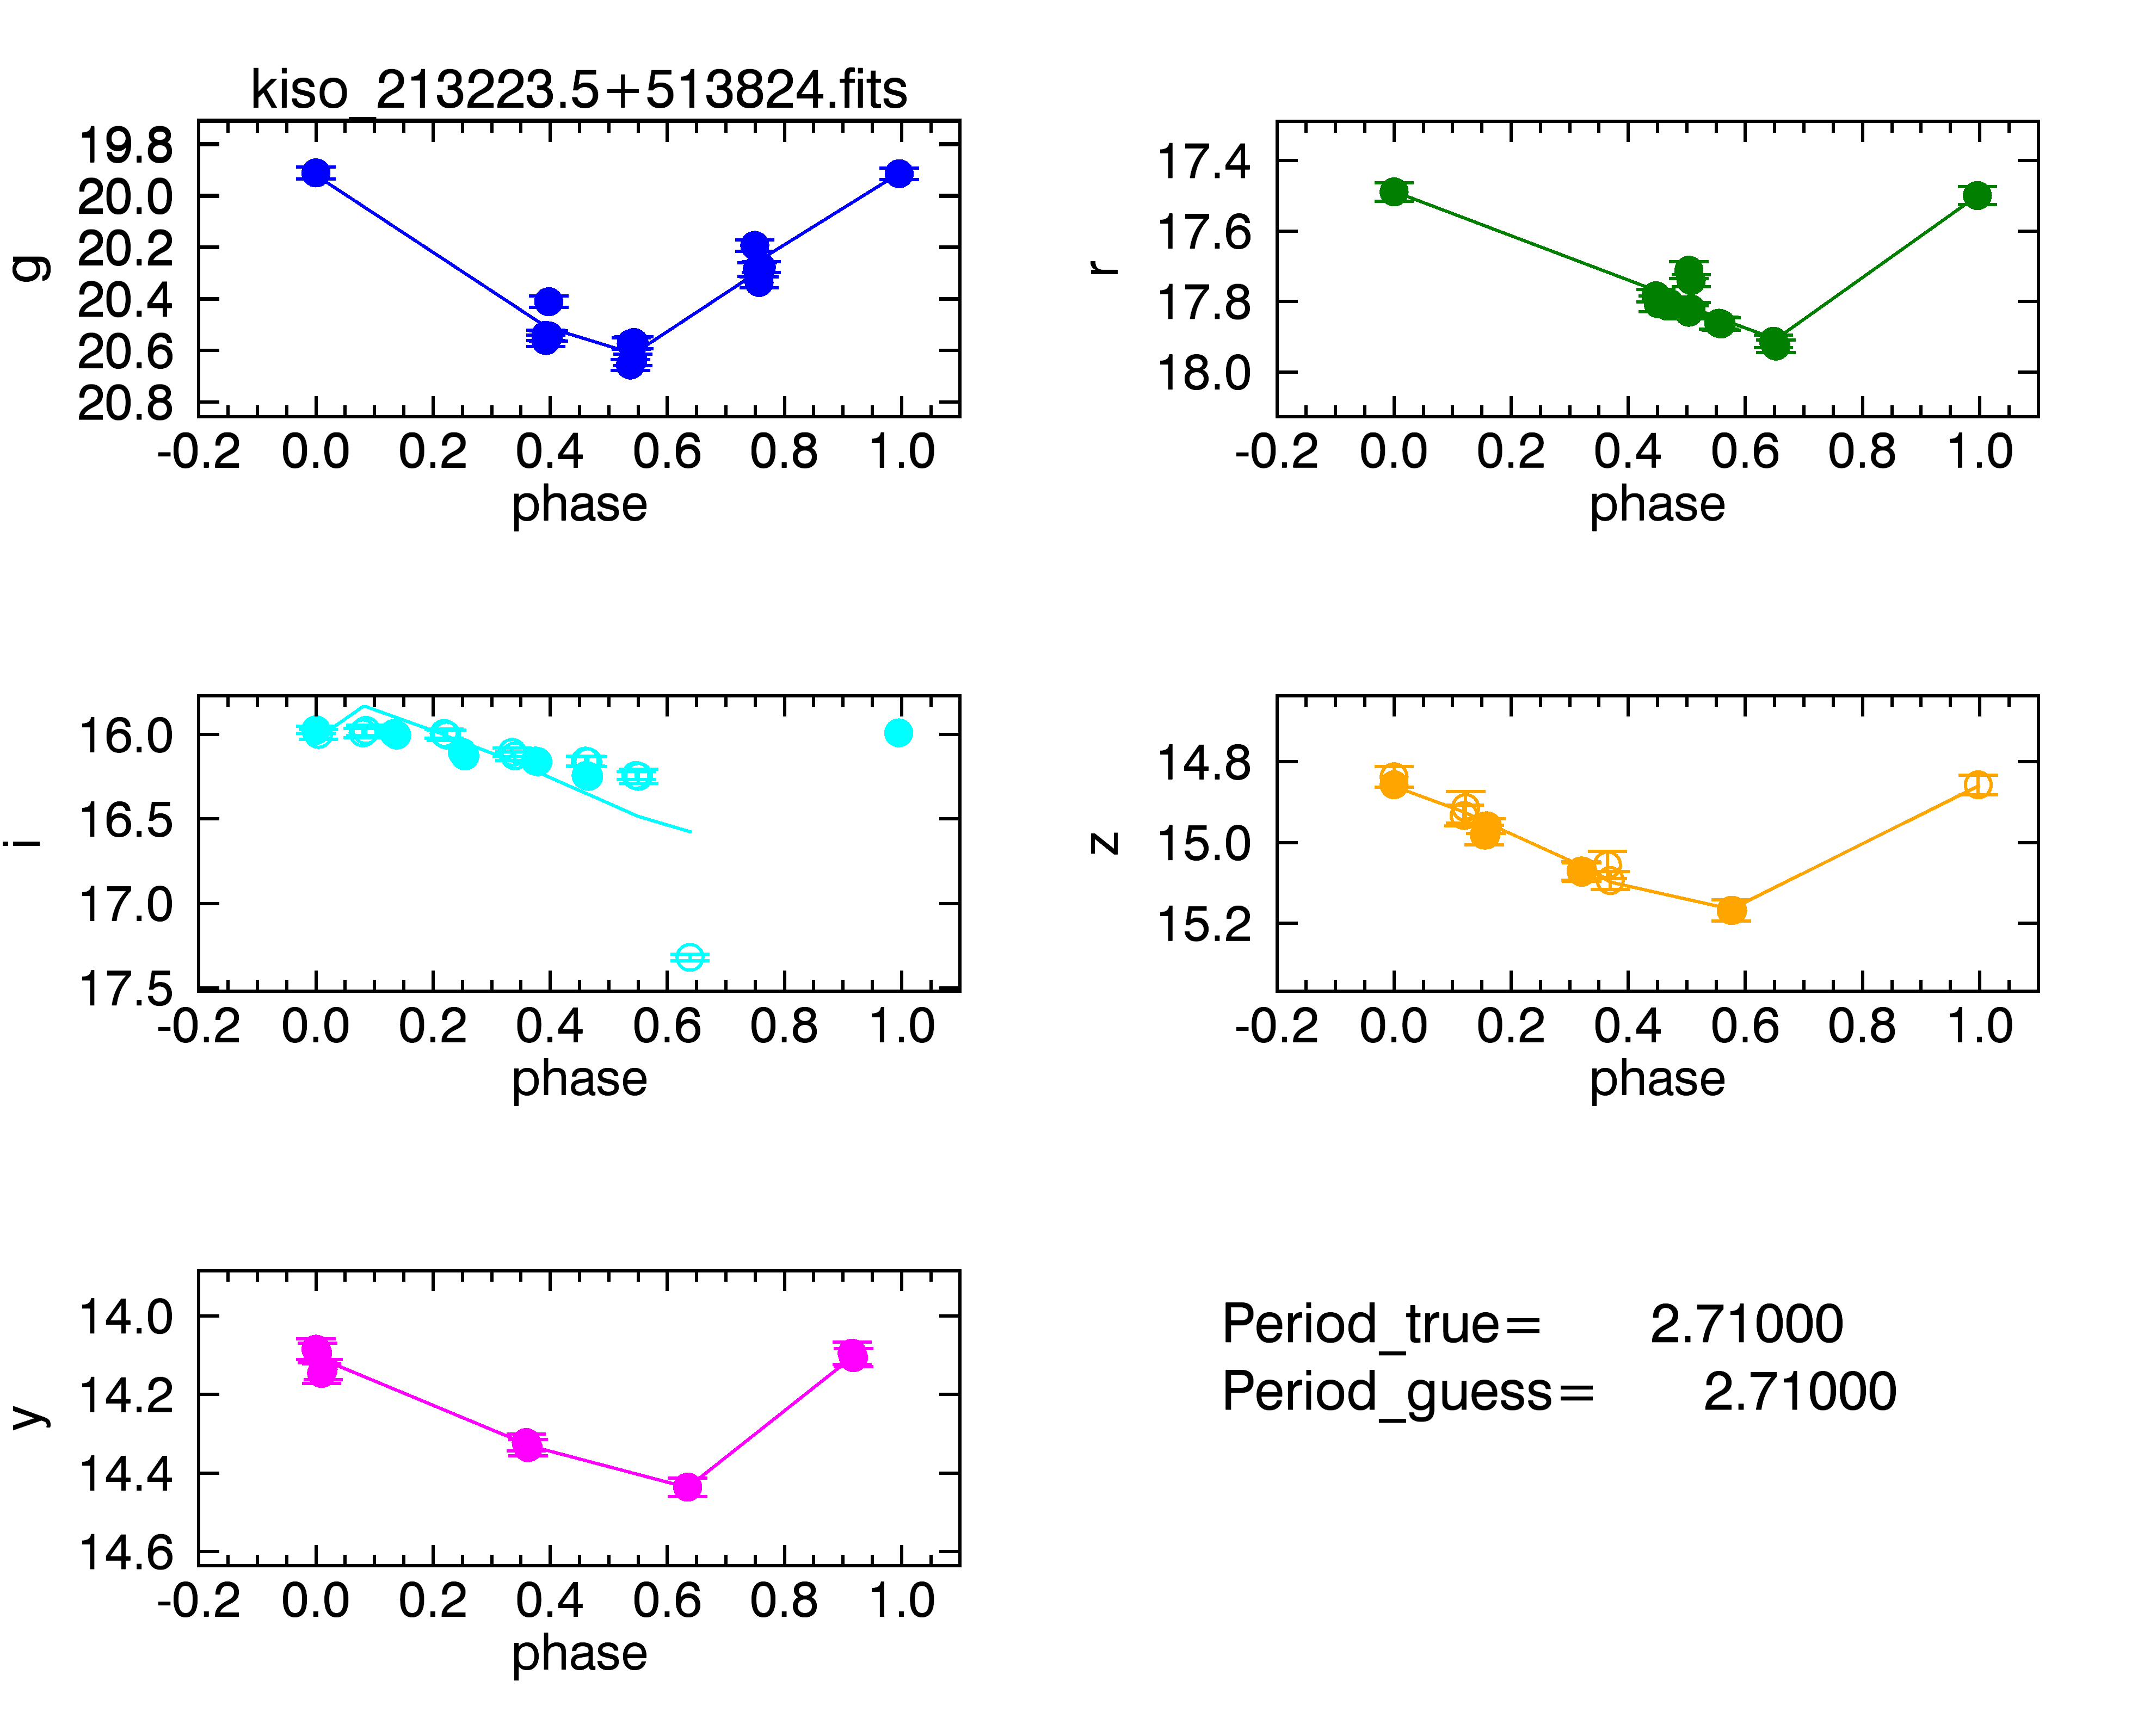 kiso_213223.5+513824.fits
19.8
20.0
20.2
20.4
20.6
20.8
g
-0.2 0.0 0.2 0.4 0.6 0.8 1.0
phase
17.4
17.6
17.8
18.0
r
-0.2 0.0 0.2 0.4 0.6 0.8 1.0
phase
16.0
16.5
17.0
17.5
i
-0.2 0.0 0.2 0.4 0.6 0.8 1.0
phase
14.8
15.0
15.2
z
-0.2 0.0 0.2 0.4 0.6 0.8 1.0
phase
14.0
14.2
14.4
14.6
y
-0.2 0.0 0.2 0.4 0.6 0.8 1.0
phase
Period_true= 2.71000
Period_guess= 2.71000